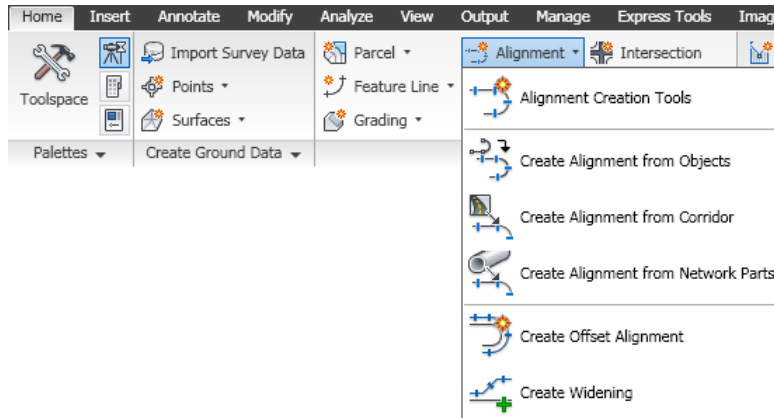 Home Insert Annotate Modify Analyze View Output Manage Express Tools Imag
Import Survey Data Parcel Alignment Intersection
Points Feature Line
Toolspace
Surfaces Grading
Palettes Create Ground Data
Alignment Creation Tools
Create Alignment from Objects
Create Alignment from Corridor
Create Alignment from Network Parts
Create Offset Alignment
Create Widening